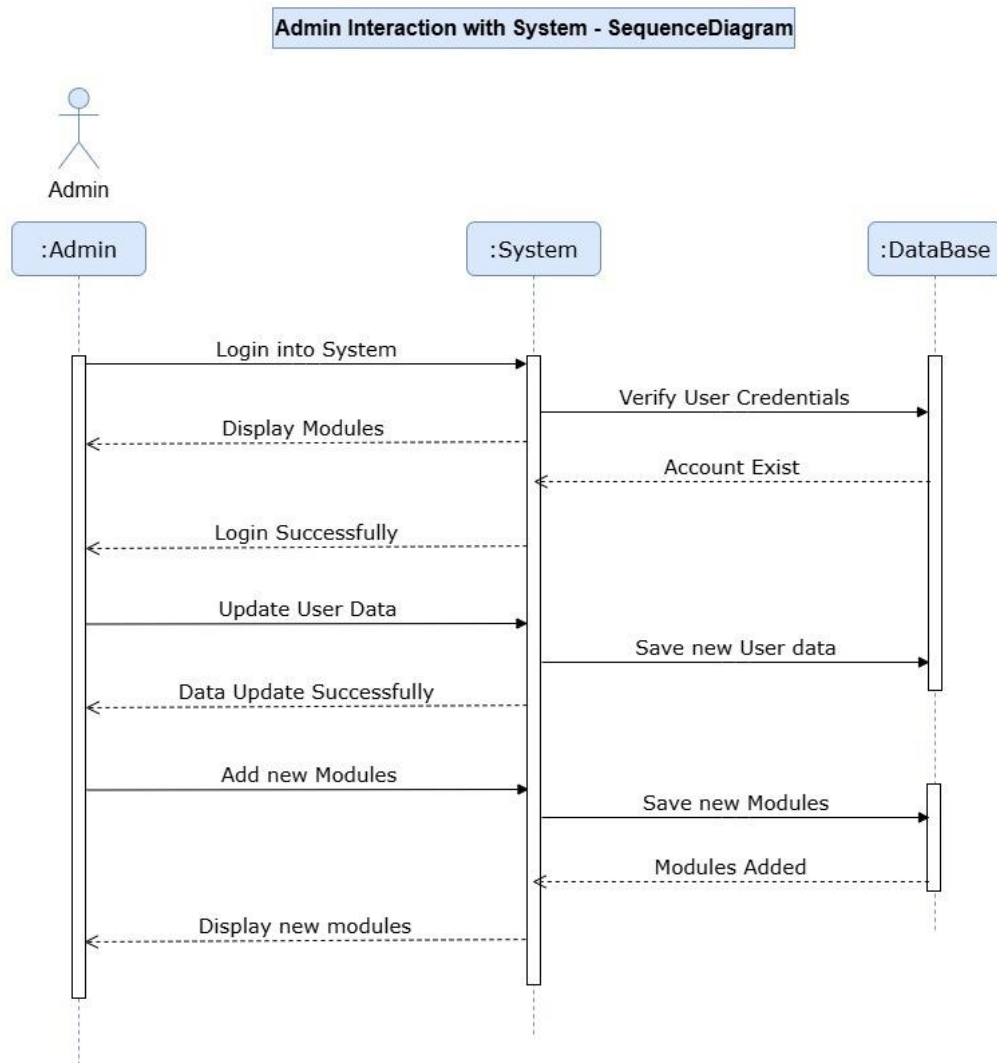 Admin Interaction with System - SequenceDiagram
Admin
:Admin
:System
:DataBase
Login into System
Verify User Credentials
Display Modules
Account Exist
Login Successfully
Update User Data
Save new User data
Data Update Successfully
Add new Modules
Save new Modules
Modules Added
Display new modules